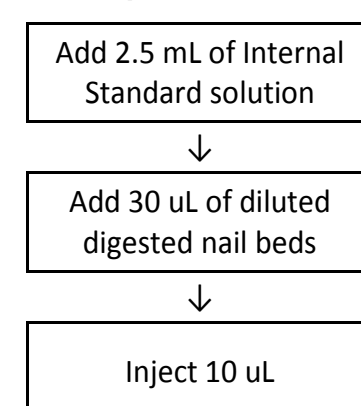 Add 2.5 mL of Internal
Standard solution
↓
Add 30 uL of diluted
digested nail beds
↓
Inject 10 uL